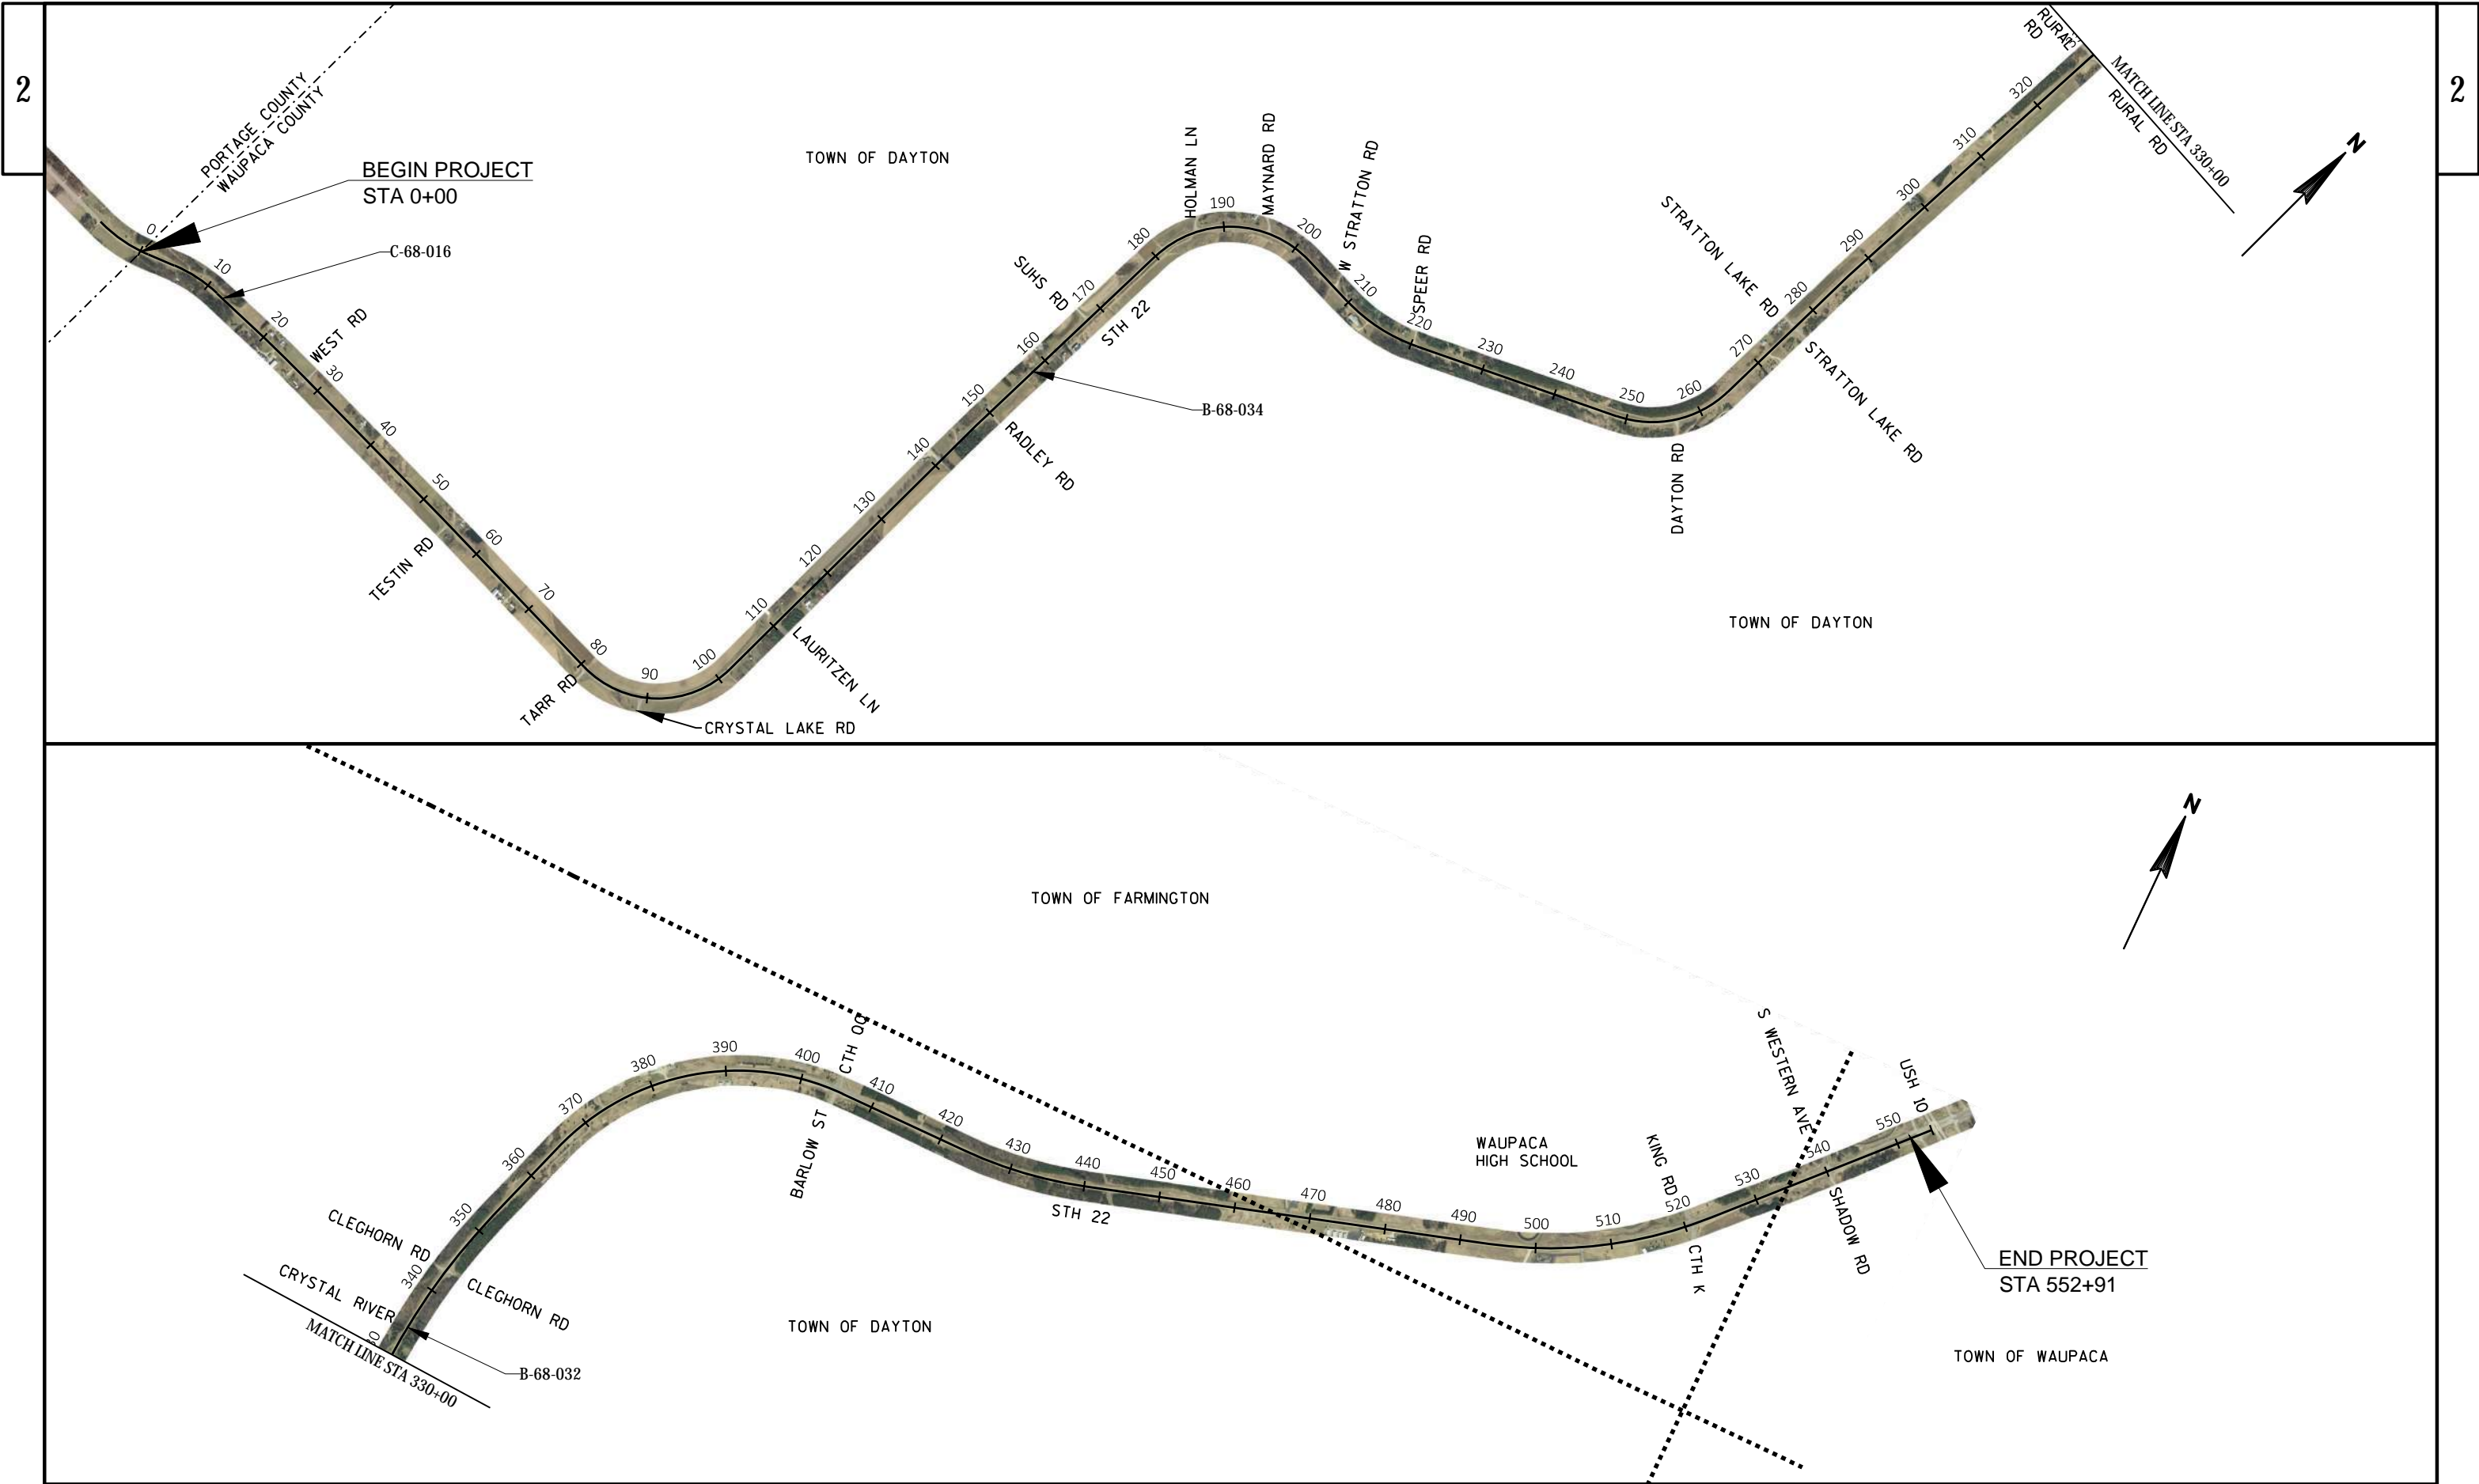 2
2
PORTAGE COUNTY
WAUPACA COUNTY
BEGIN PROJECT
STA 0+00
C-68-016
TOWN OF DAYTON
0
10
20
WEST RD
30
40
50
60
TESTIN RD
70
80
TARR RD
90
CRYSTAL LAKE RD
100
110
LAURITZEN LN
120
130
140
150
RADLEY RD
160
B-68-034
SUHS RD
170
STH 22
180
HOLMAN LN
190
MAYNARD RD
200
W STRATTON RD
210
SPEER RD
220
230
240
250
DAYTON RD
260
270
STRATTON LAKE RD
STRATTON LAKE RD
280
290
300
310
320
RURAL
RD
MATCH LINE STA 330+00
RURAL RD
N
TOWN OF DAYTON
N
TOWN OF FARMINGTON
MATCH LINE STA 330+00
CRYSTAL RIVER
B-68-032
340
CLEGHORN RD
CLEGHORN RD
350
360
370
380
390
400
CTH QQ
BARLOW ST
410
420
430
440
STH 22
450
460
470
480
490
WAUPACA
HIGH SCHOOL
500
510
KING RD
520
CTH K
530
S WESTERN AVE
540
SHADOW RD
550
USH 10
END PROJECT
STA 552+91
TOWN OF DAYTON
TOWN OF WAUPACA